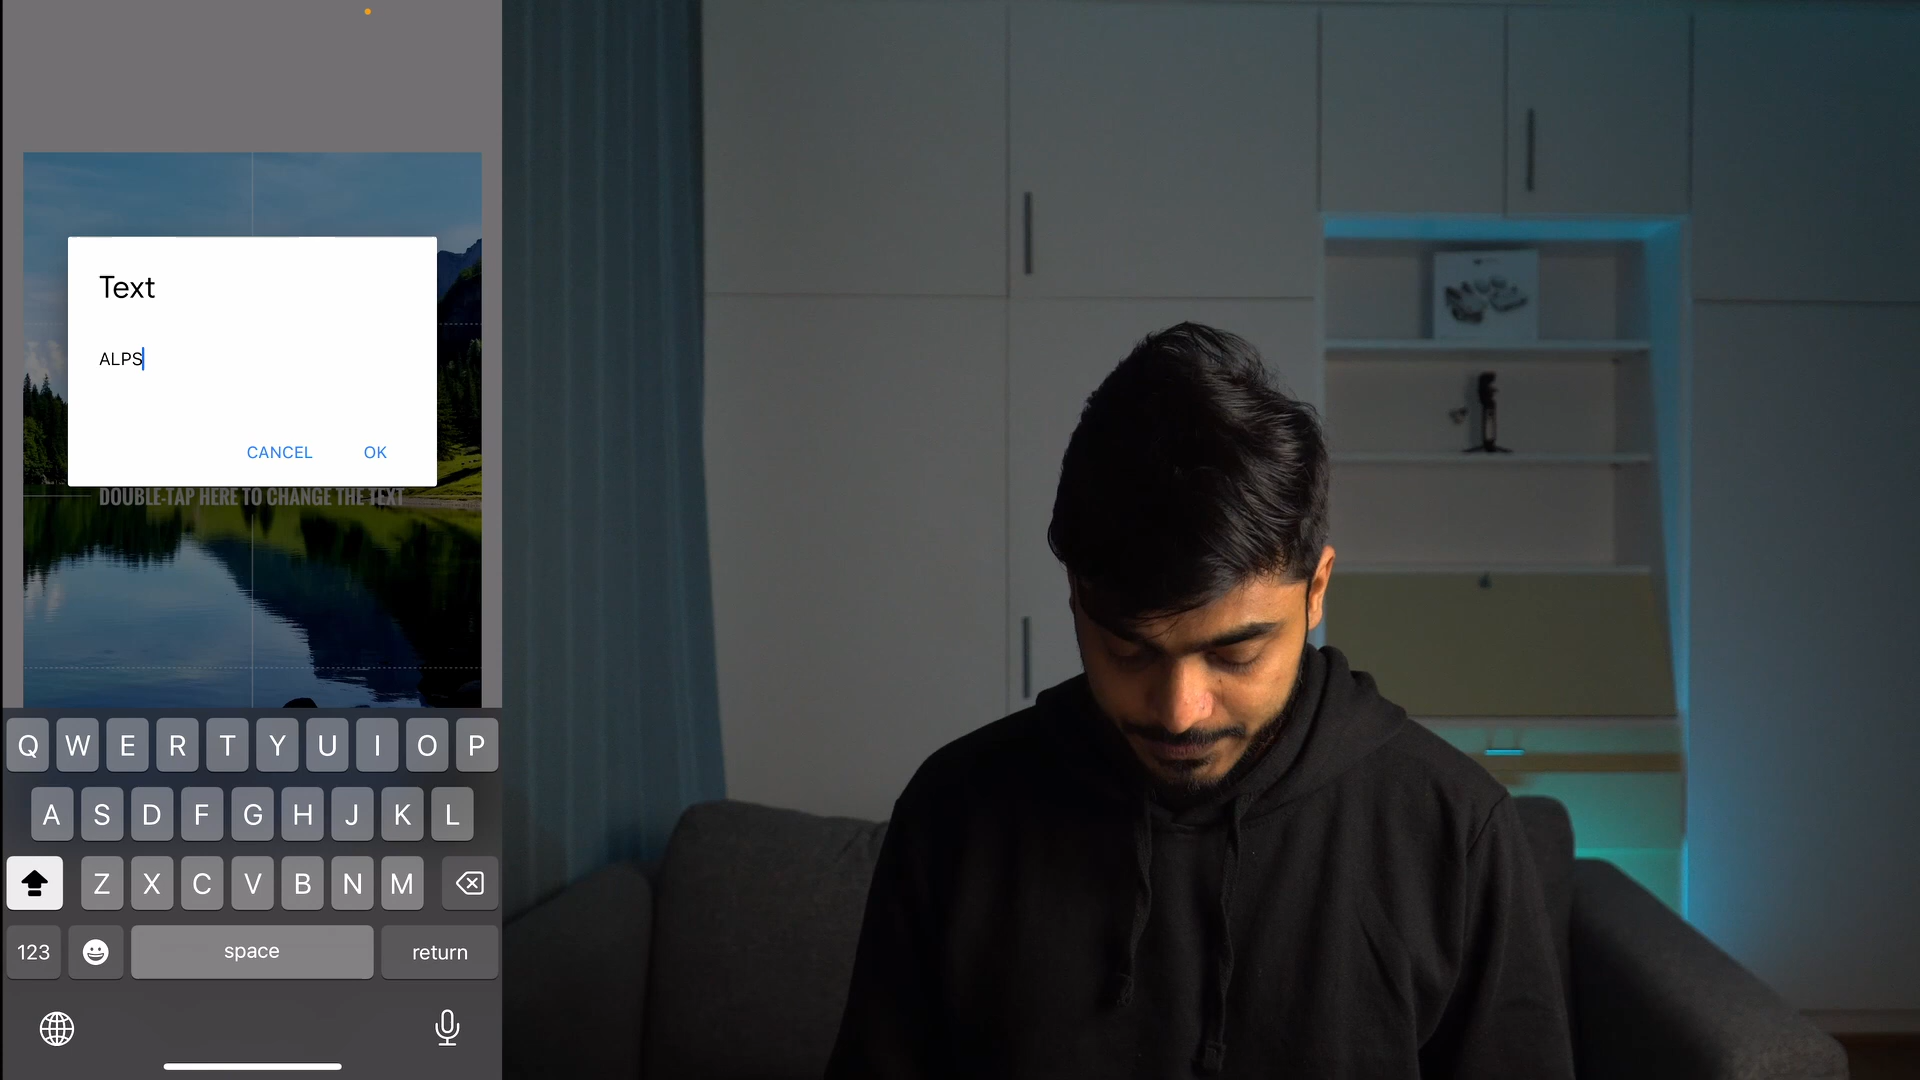 Text
ALPS
CANCEL OK
DOUBLE-TAP HERE TO CHANGE THE TEXT
Q W E R T Y U I O P
A S D F G H J K L
Z X C V B N M
123 space return